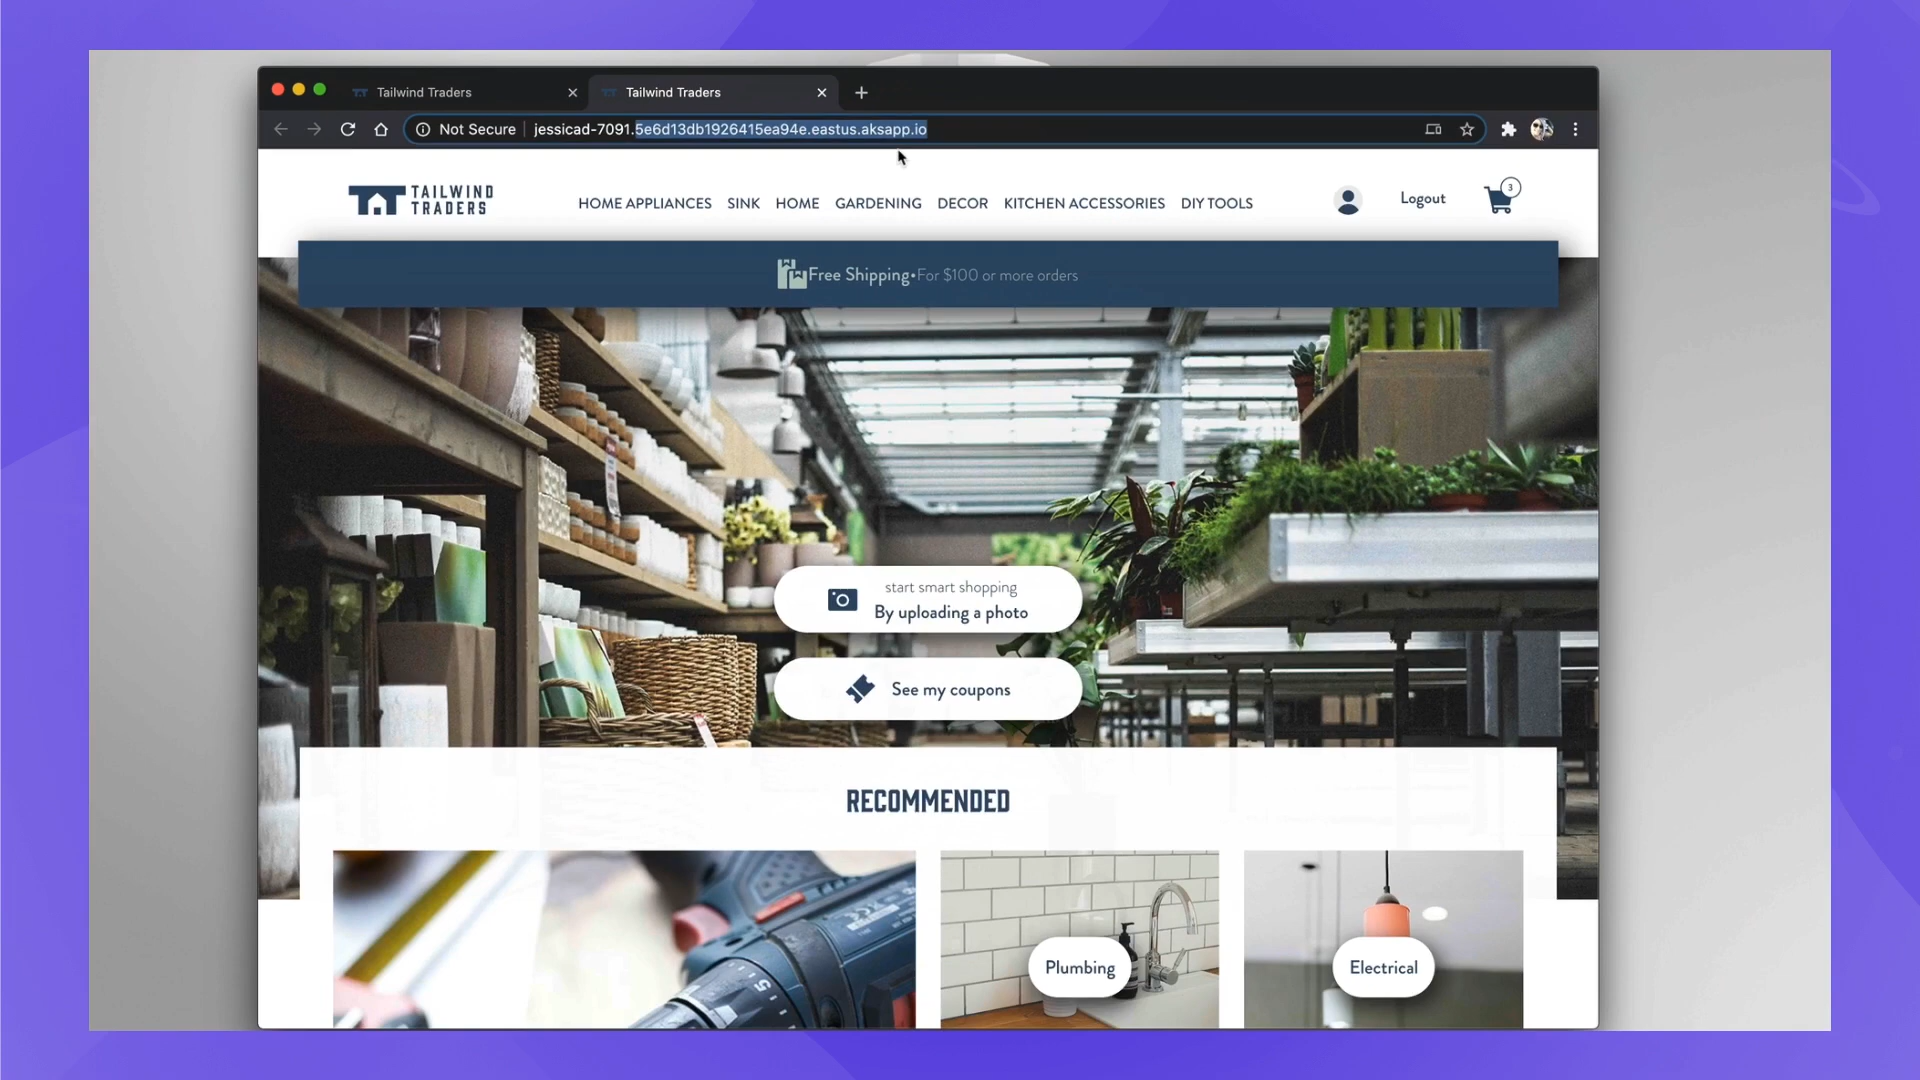 Tailwind Traders
Tailwind Traders
Not Secure
jessicad-7091.5e6d13db1926415ea94e.eastus.aksapp.io
TAILWIND
TRADERS
HOME APPLIANCES SINK HOME GARDENING DECOR KITCHEN ACCESSORIES DIY TOOLS
Logout
3
Free Shipping•For $100 or more orders
start smart shopping
By uploading a photo
See my coupons
RECOMMENDED
Plumbing
Electrical